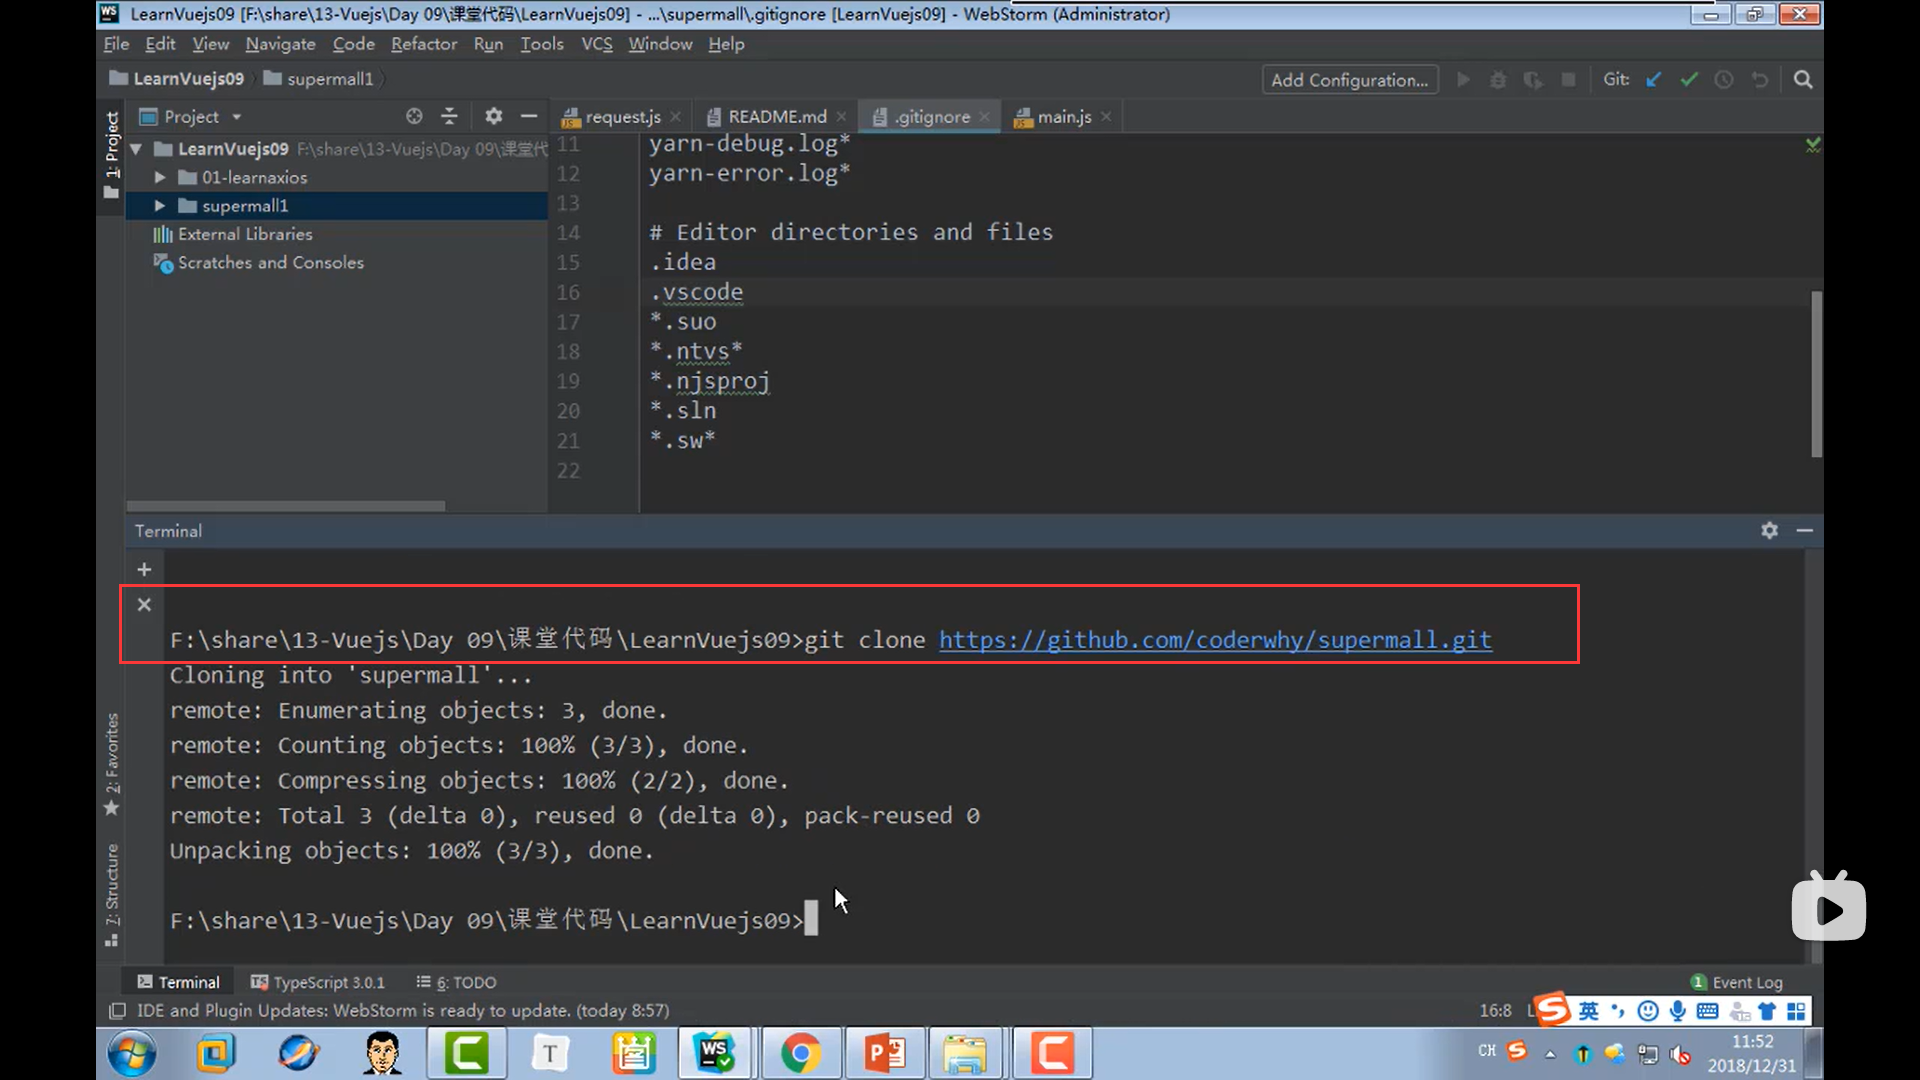 LearnVuejs09 [F:\share\13-Vuejs\Day 09\课堂代码\LearnVuejs09] - ...\supermall\.gitignore [LearnVuejs09] - WebStorm (Administrator)
File Edit View Navigate Code Refactor Run Tools VCS Window Help
LearnVuejs09 supermall1 Add Configuration... Git:
Project request.js README.md .gitignore main.js
1: Project
LearnVuejs09 F:\share\13-Vuejs\Day 09\课堂代
01-learnaxios
supermall1
External Libraries
Scratches and Consoles
11 yarn-debug.log*
12 yarn-error.log*
13
14 # Editor directories and files
15 .idea
16 .vscode
17 *.suo
18 *.ntvs*
19 *.njsproj
20 *.sln
21 *.sw*
22
Terminal
F:\share\13-Vuejs\Day 09\课堂代码\LearnVuejs09>git clone https://github.com/coderwhy/supermall.git
Cloning into 'supermall'...
remote: Enumerating objects: 3, done.
remote: Counting objects: 100% (3/3), done.
remote: Compressing objects: 100% (2/2), done.
remote: Total 3 (delta 0), reused 0 (delta 0), pack-reused 0
Unpacking objects: 100% (3/3), done.
F:\share\13-Vuejs\Day 09\课堂代码\LearnVuejs09>
2: Favorites
7: Structure
Terminal TypeScript 3.0.1 6: TODO 1 Event Log
IDE and Plugin Updates: WebStorm is ready to update. (today 8:57) 16:8 英
T WS P CH
11:52
2018/12/31